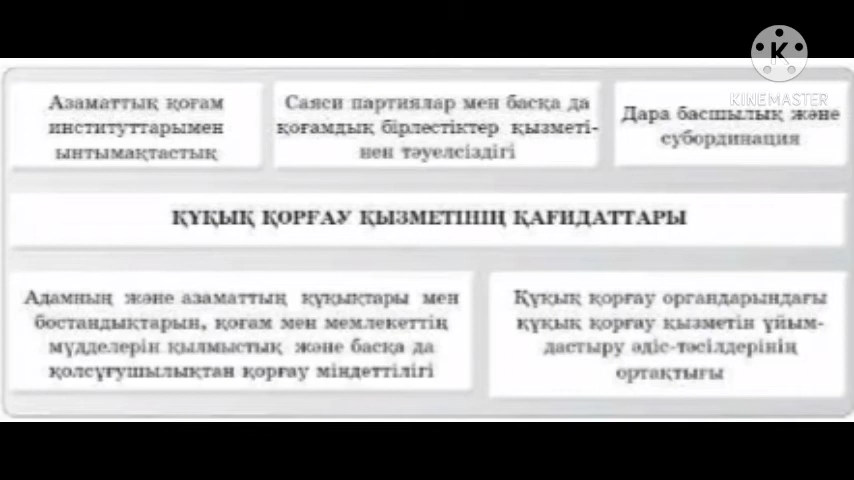 KINEMASTER
Азаматтық қоғам
институттарымен
ынтымақтастық
Саяси партиялар мен басқа да
қоғамдық бірлестіктер қызметі-
нен тәуелсіздігі
Дара басшылық және
субординация
ҚҰҚЫҚ ҚОРҒАУ ҚЫЗМЕТІНІҢ ҚАҒИДАТТАРЫ
Адамның және азаматтың құқықтары мен
бостандықтарын, қоғам мен мемлекеттің
мүдделерін қылмыстық және басқа да
қолсұғушылықтан қорғау міндеттілігі
Құқық қорғау органдарындағы
құқық қорғау қызметін ұйым-
дастыру әдіс-тәсілдерінің
ортақтығы